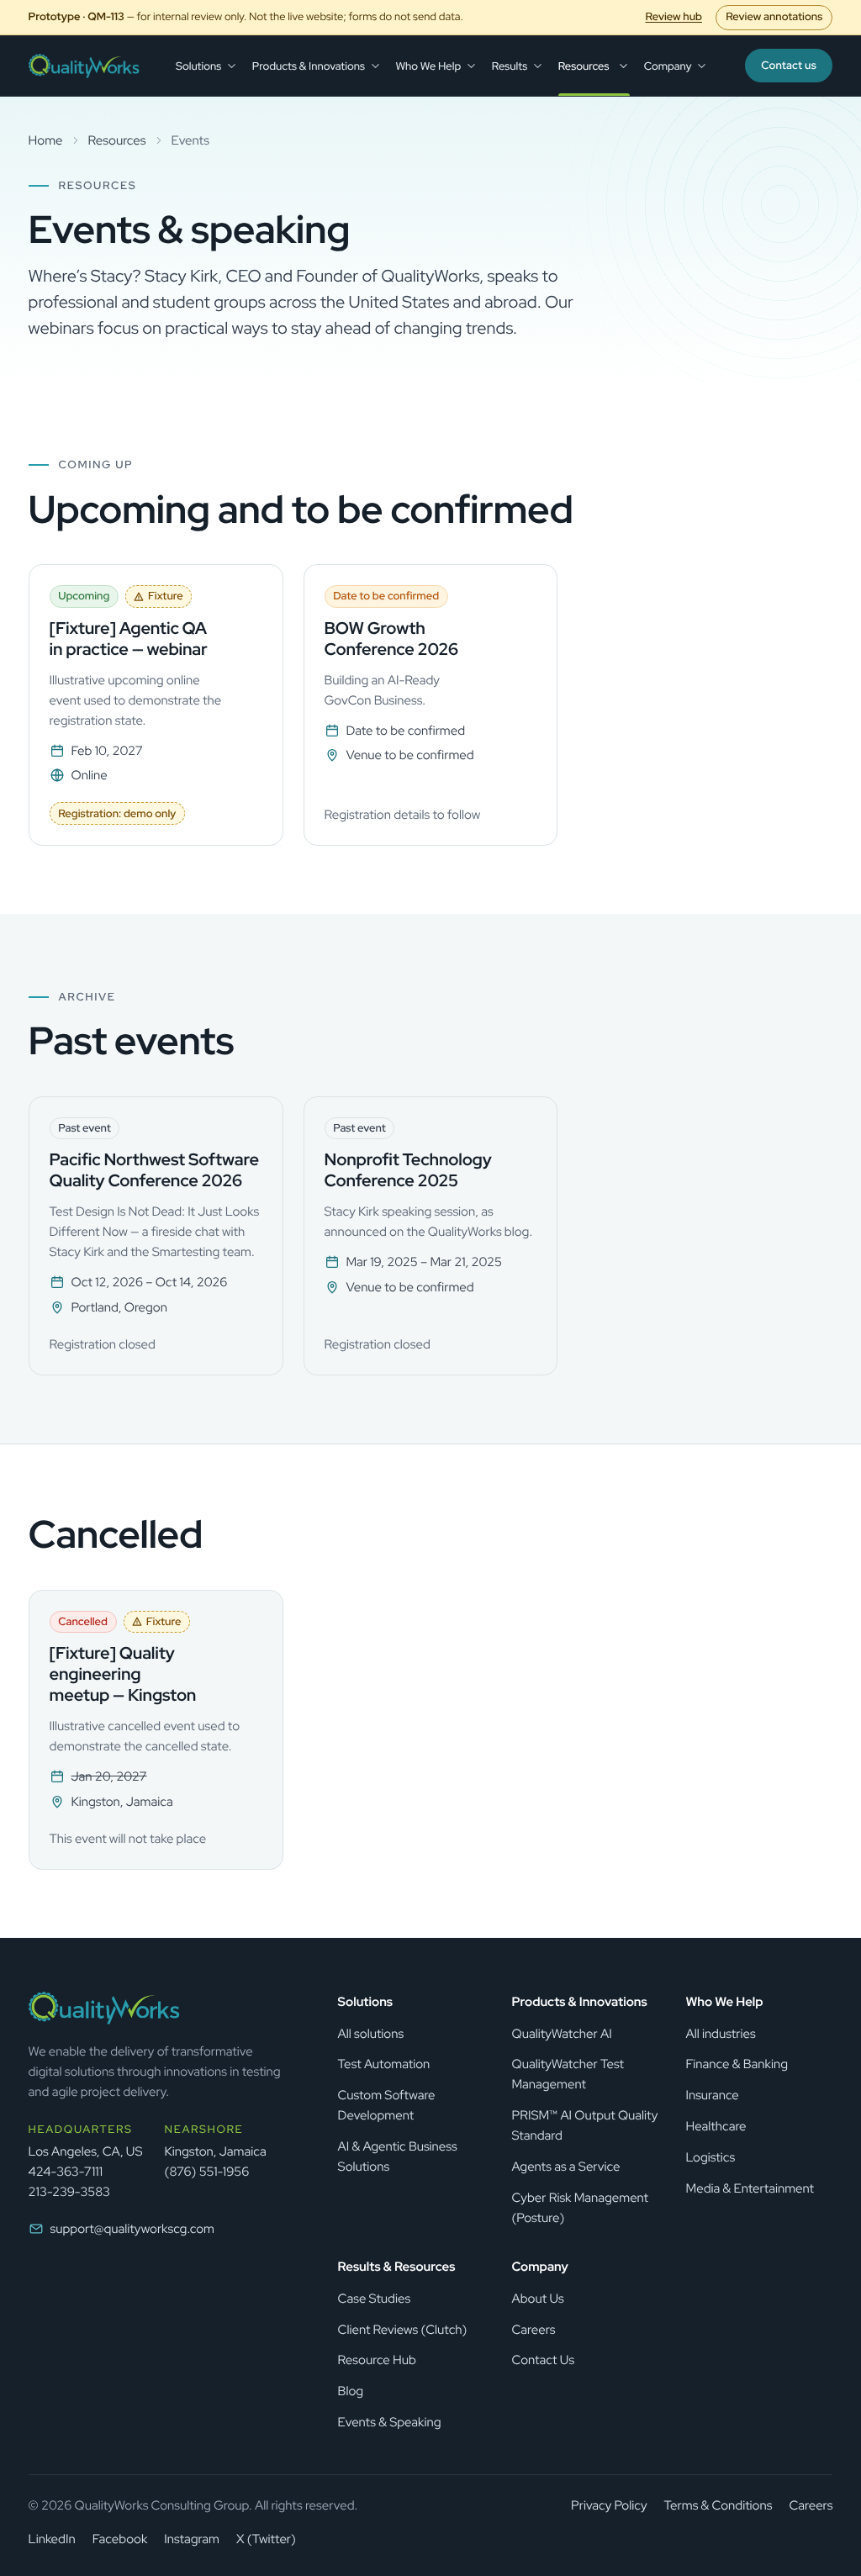 Prototype · QM-113 — for internal review only. Not the live website; forms do not send data.
Review hub
Review annotations
QualityWorks
Solutions
Products & Innovations
Who We Help
Results
Resources
Company
Contact us
Home
Resources
Events
RESOURCES
Events & speaking
Where’s Stacy? Stacy Kirk, CEO and Founder of QualityWorks, speaks to
professional and student groups across the United States and abroad. Our
webinars focus on practical ways to stay ahead of changing trends.
COMING UP
Upcoming and to be confirmed
Upcoming
Fixture
[Fixture] Agentic QA
in practice — webinar
Illustrative upcoming online
event used to demonstrate the
registration state.
Feb 10, 2027
Online
Registration: demo only
Date to be confirmed
BOW Growth
Conference 2026
Building an AI-Ready
GovCon Business.
Date to be confirmed
Venue to be confirmed
Registration details to follow
ARCHIVE
Past events
Past event
Pacific Northwest Software
Quality Conference 2026
Test Design Is Not Dead: It Just Looks
Different Now — a fireside chat with
Stacy Kirk and the Smartesting team.
Oct 12, 2026 – Oct 14, 2026
Portland, Oregon
Registration closed
Past event
Nonprofit Technology
Conference 2025
Stacy Kirk speaking session, as
announced on the QualityWorks blog.
Mar 19, 2025 – Mar 21, 2025
Venue to be confirmed
Registration closed
Cancelled
Cancelled
Fixture
[Fixture] Quality
engineering
meetup — Kingston
Illustrative cancelled event used to
demonstrate the cancelled state.
Jan 20, 2027
Kingston, Jamaica
This event will not take place
QualityWorks
We enable the delivery of transformative
digital solutions through innovations in testing
and agile project delivery.
HEADQUARTERS
Los Angeles, CA, US
424-363-7111
213-239-3583
NEARSHORE
Kingston, Jamaica
(876) 551-1956
support@qualityworkscg.com
Solutions
All solutions
Test Automation
Custom Software
Development
AI & Agentic Business
Solutions
Products & Innovations
QualityWatcher AI
QualityWatcher Test
Management
PRISM™ AI Output Quality
Standard
Agents as a Service
Cyber Risk Management
(Posture)
Who We Help
All industries
Finance & Banking
Insurance
Healthcare
Logistics
Media & Entertainment
Results & Resources
Case Studies
Client Reviews (Clutch)
Resource Hub
Blog
Events & Speaking
Company
About Us
Careers
Contact Us
© 2026 QualityWorks Consulting Group. All rights reserved.
Privacy Policy
Terms & Conditions
Careers
LinkedIn
Facebook
Instagram
X (Twitter)